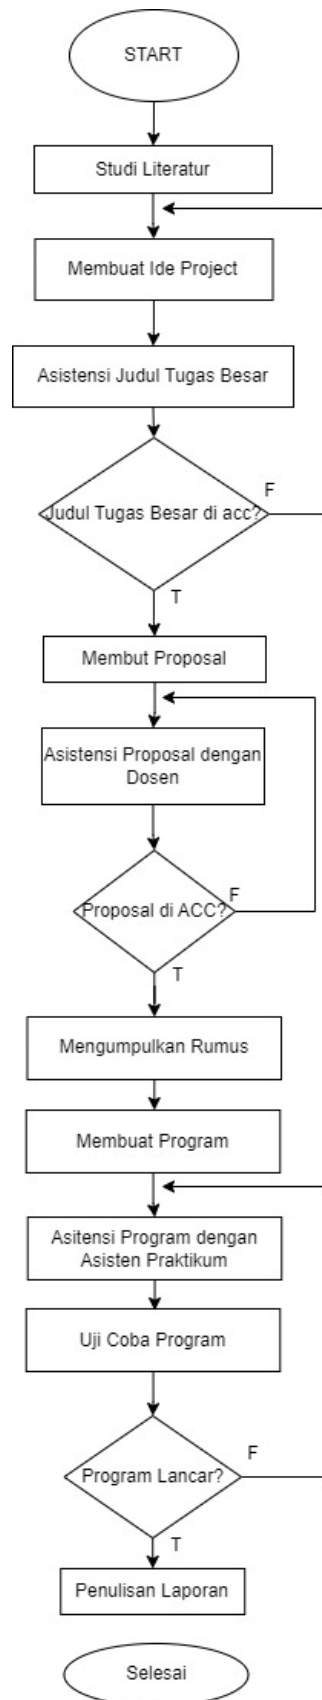 START
Studi Literatur
Membuat Ide Project
Asistensi Judul Tugas Besar
F
Judul Tugas Besar di acc?
T
Membut Proposal
Asistensi Proposal dengan
Dosen
F
Proposal di ACC?
T
Mengumpulkan Rumus
Membuat Program
Asitensi Program dengan
Asisten Praktikum
Uji Coba Program
F
Program Lancar?
T
Penulisan Laporan
Selesai